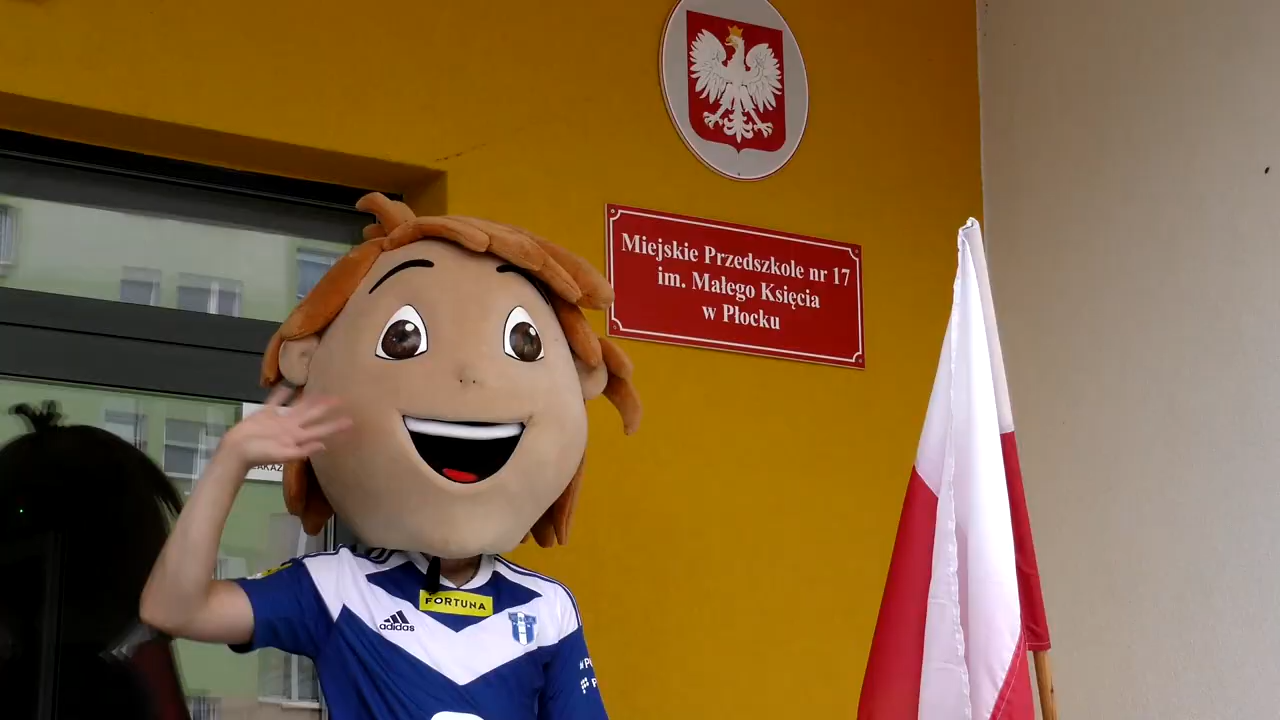 Miejskie Przedszkole nr 17
im. Małego Księcia
w Płocku
FORTUNA
adidas